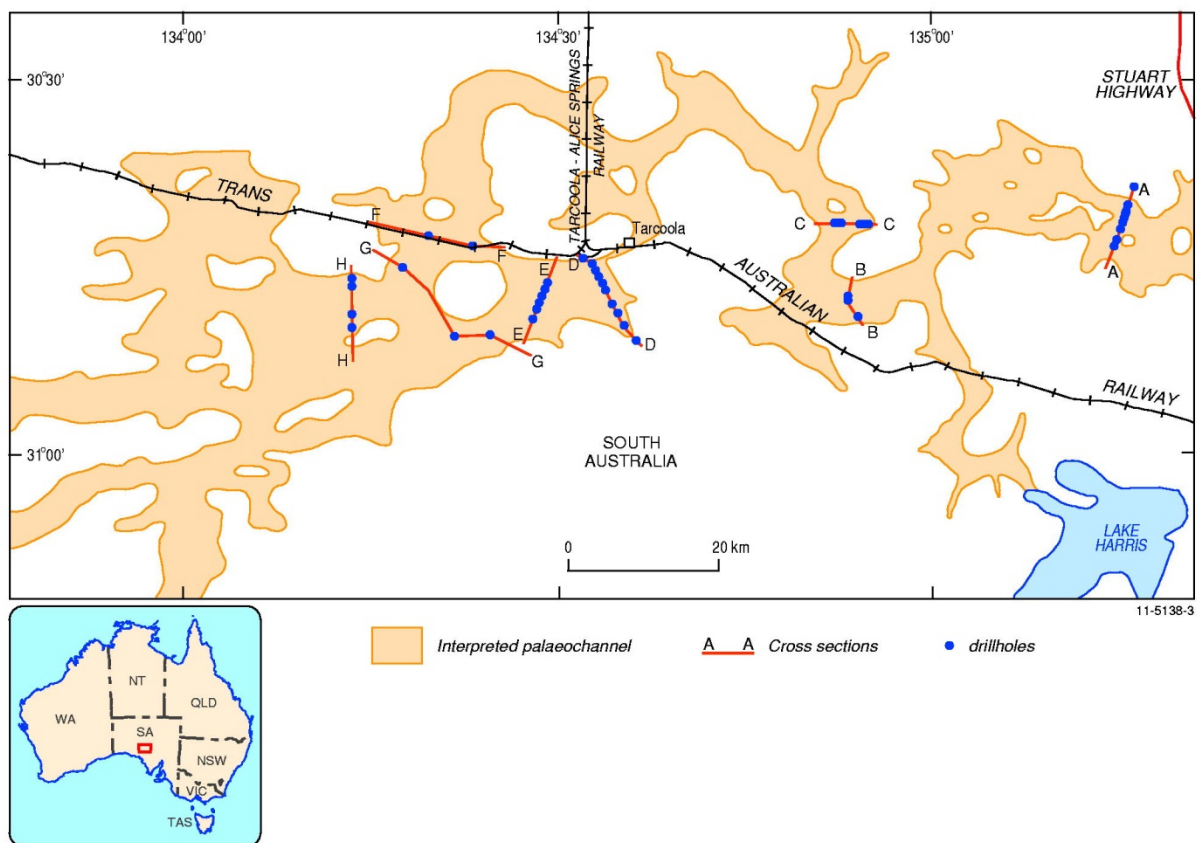 134°00'
134°30'
135°00'
30°30'
31°00'
STUART
HIGHWAY
TARCOOLA - ALICE SPRINGS
RAILWAY
TRANS
AUSTRALIAN
RAILWAY
Tarcoola
A
A
B
B
C
C
D
D
E
E
F
F
G
G
H
H
SOUTH
AUSTRALIA
0
20 km
LAKE
HARRIS
11-5138-3
Interpreted palaeochannel
A A
Cross sections
drillholes
WA
NT
QLD
SA
NSW
VIC
TAS